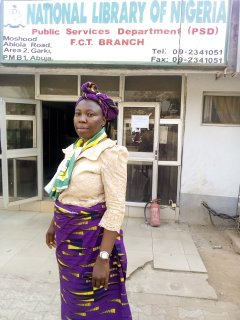 NATIONAL LIBRARY OF NIGERIA
Public Services Department (PSD)
F.C.T. BRANCH
Moshood
Abiola Road,
Area 2, Garki,
P.M.B 1, Abuja,
Tel: 09-2341051
Fax: 09-2341051